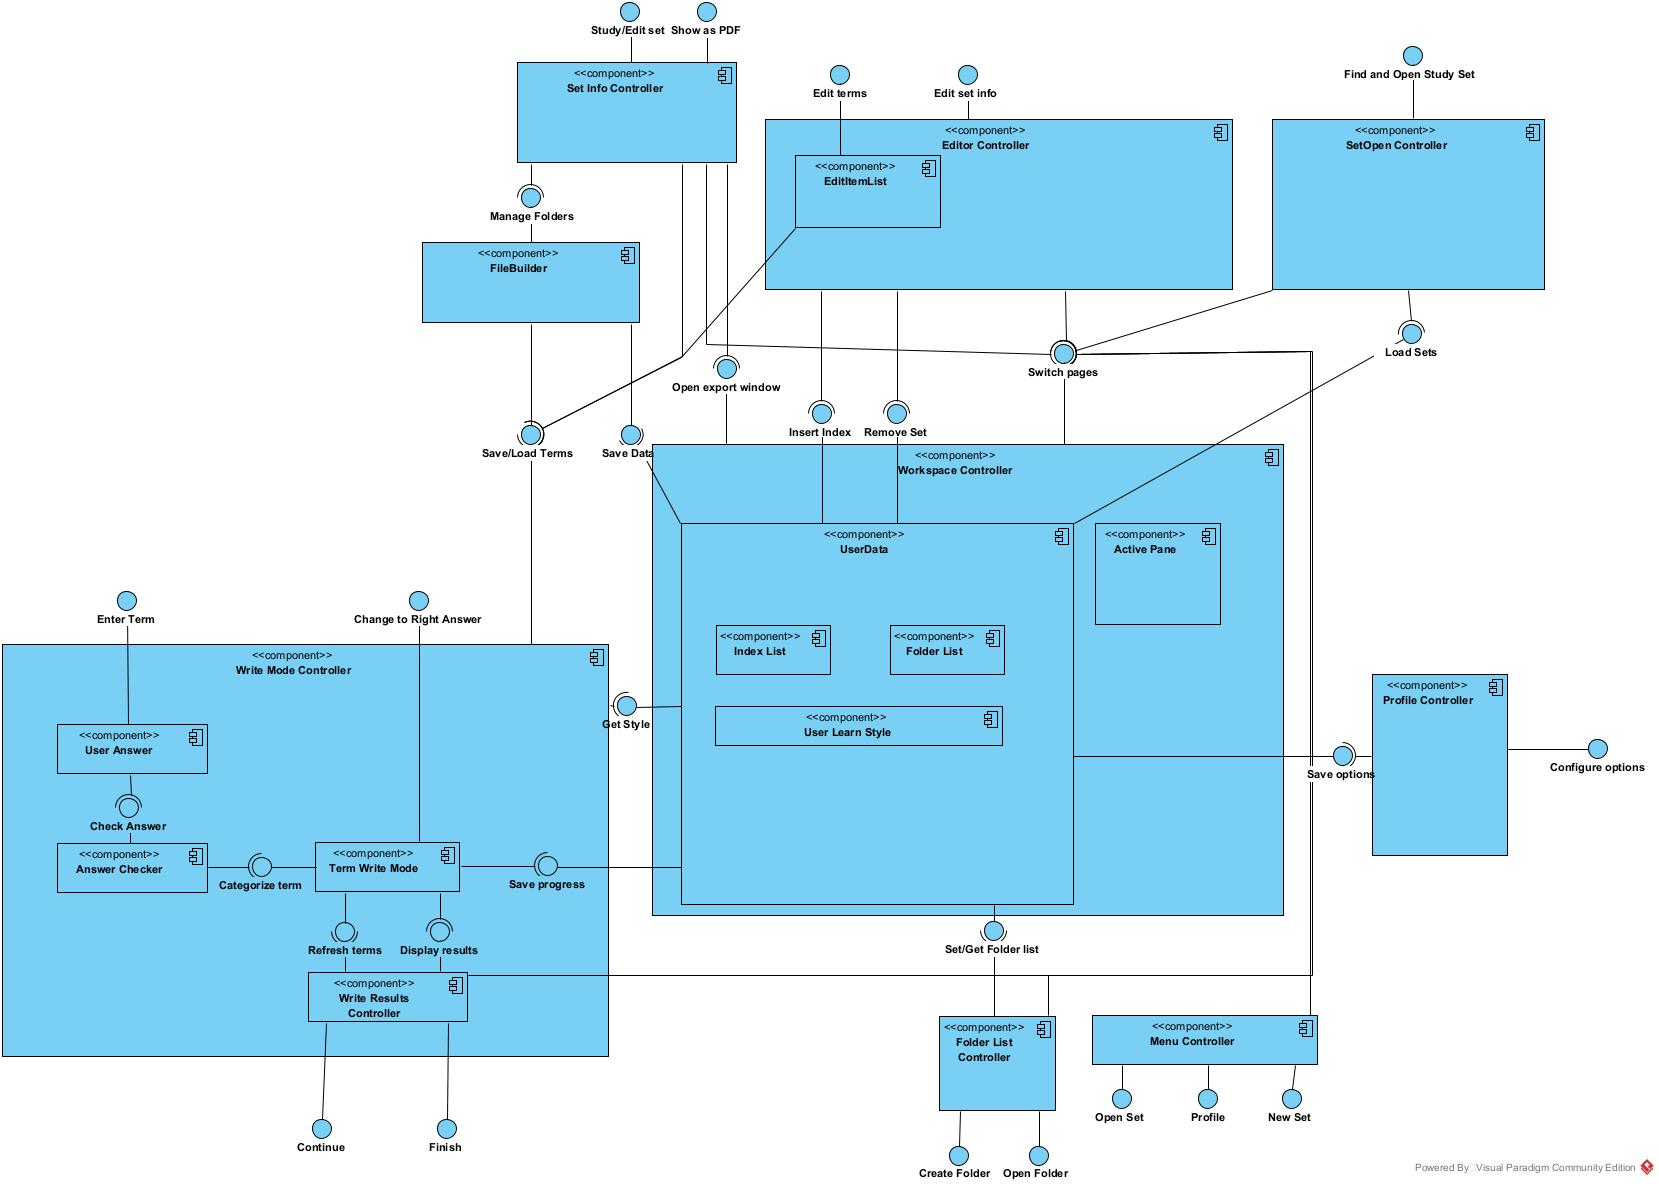 Study/Edit set
Show as PDF
<<component>>
Set Info Controller
Find and Open Study Set
Edit terms
Edit set info
<<component>>
Editor Controller
<<component>>
SetOpen Controller
<<component>>
EditItemList
Manage Folders
<<component>>
FileBuilder
Load Sets
Switch pages
Open export window
Insert Index
Remove Set
Save/Load Terms
Save Data
<<component>>
Workspace Controller
<<component>>
UserData
<<component>>
Active Pane
Enter Term
Change to Right Answer
<<component>>
Index List
<<component>>
Folder List
<<component>>
Write Mode Controller
<<component>>
Profile Controller
Get Style
<<component>>
User Learn Style
<<component>>
User Answer
Configure options
Save options
Check Answer
<<component>>
Answer Checker
<<component>>
Term Write Mode
Categorize term
Save progress
Refresh terms
Display results
Set/Get Folder list
<<component>>
Write Results
Controller
<<component>>
Folder List
Controller
<<component>>
Menu Controller
Open Set
Profile
New Set
Continue
Finish
Create Folder
Open Folder
Powered By Visual Paradigm Community Edition